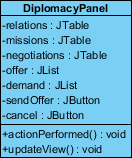 DiplomacyPanel
-relations : JTable
-missions : JTable
-negotiations : JTable
-offer : JList
-demand : JList
-sendOffer : JButton
-cancel : JButton
+actionPerformed() : void
+updateView() : void